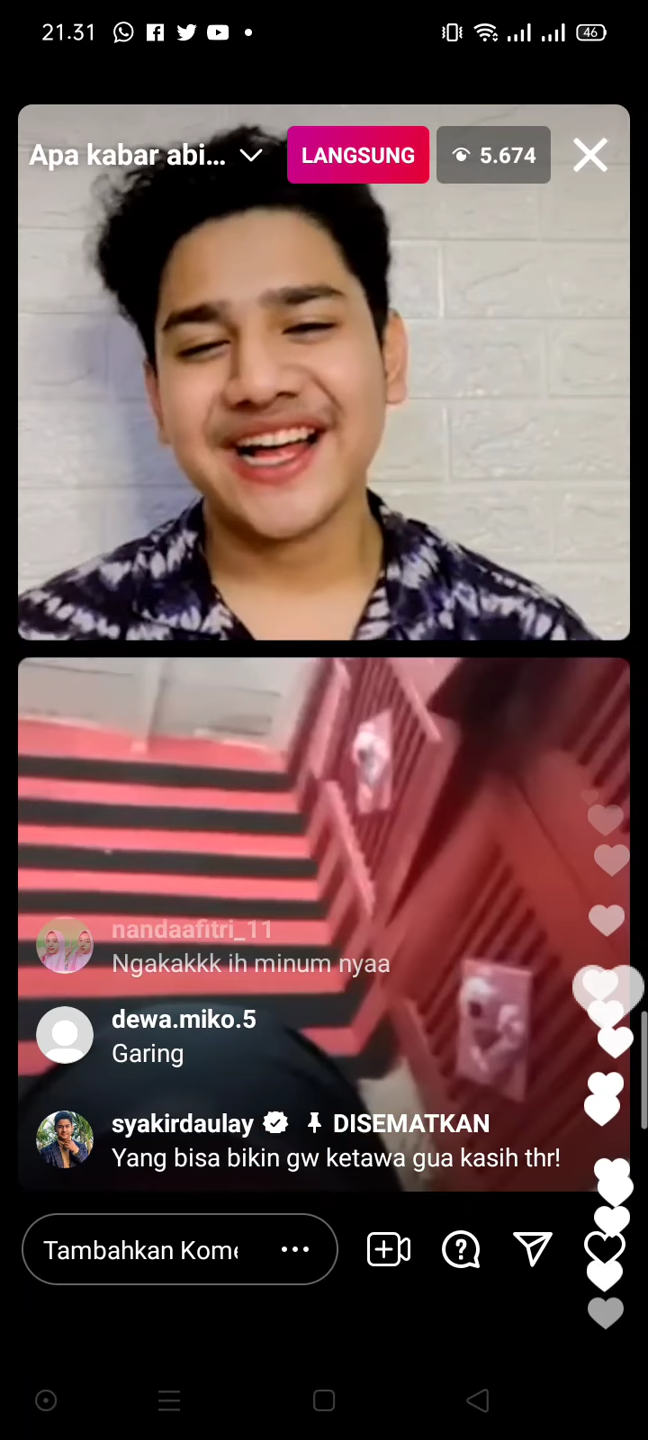 21.31
46
Apa kabar abi...
LANGSUNG
5.674
nandaafitri_11
Ngakakkk ih minum nyaa
dewa.miko.5
Garing
syakirdaulay DISEMATKAN
Yang bisa bikin gw ketawa gua kasih thr!
Tambahkan Kome